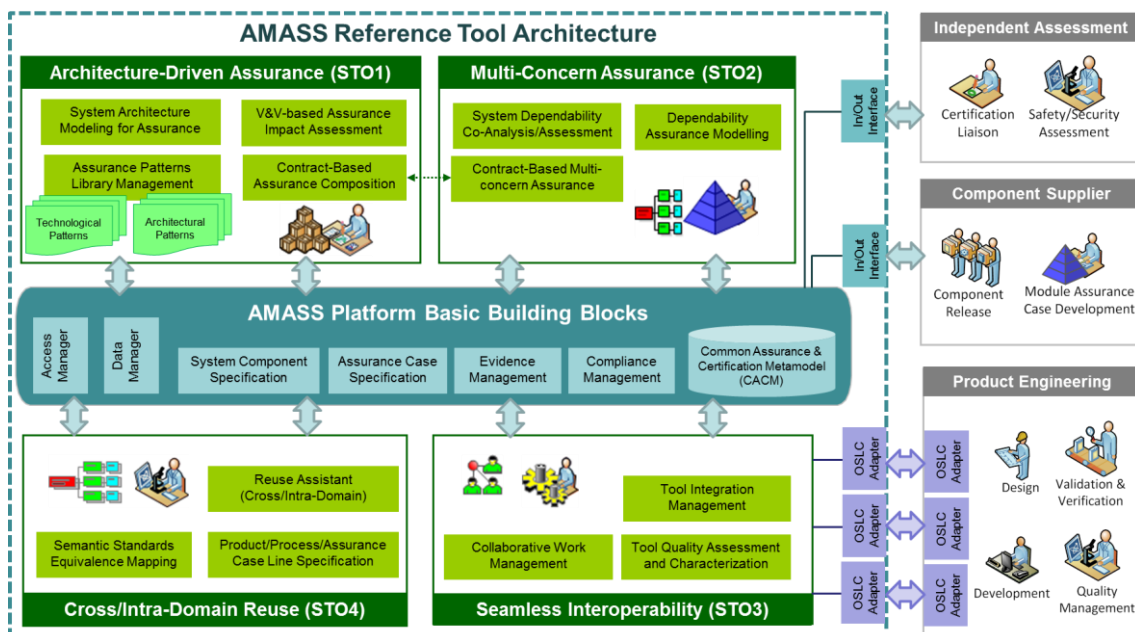 AMASS Reference Tool Architecture
Architecture-Driven Assurance (STO1)
System Architecture
Modeling for Assurance
V&V-based Assurance
Impact Assessment
Assurance Patterns
Library Management
Contract-Based
Assurance Composition
Technological
Patterns
Architectural
Patterns
Multi-Concern Assurance (STO2)
System Dependability
Co-Analysis/Assessment
Dependability
Assurance Modelling
Contract-Based Multi-
concern Assurance
In/Out
Interface
In/Out
Interface
Independent Assessment
Certification
Liaison
Safety/Security
Assessment
Component Supplier
Component
Release
Module Assurance
Case Development
AMASS Platform Basic Building Blocks
Access
Manager
Data
Manager
System Component
Specification
Assurance Case
Specification
Evidence
Management
Compliance
Management
Common Assurance &
Certification Metamodel
(CACM)
Reuse Assistant
(Cross/Intra-Domain)
Semantic Standards
Equivalence Mapping
Product/Process/Assurance
Case Line Specification
Cross/Intra-Domain Reuse (STO4)
Tool Integration
Management
Collaborative Work
Management
Tool Quality Assessment
and Characterization
Seamless Interoperability (STO3)
OSLC
Adapter
OSLC
Adapter
OSLC
Adapter
Product Engineering
OSLC
Adapter
OSLC
Adapter
OSLC
Adapter
Design
Validation &
Verification
Development
Quality
Management